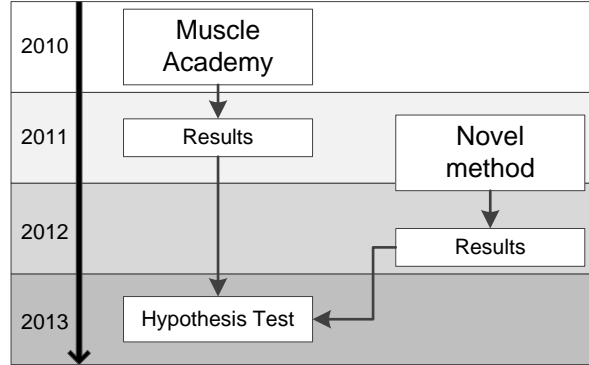 2010
Muscle
Academy
2011
Results
Novel
method
2012
Results
2013
Hypothesis Test